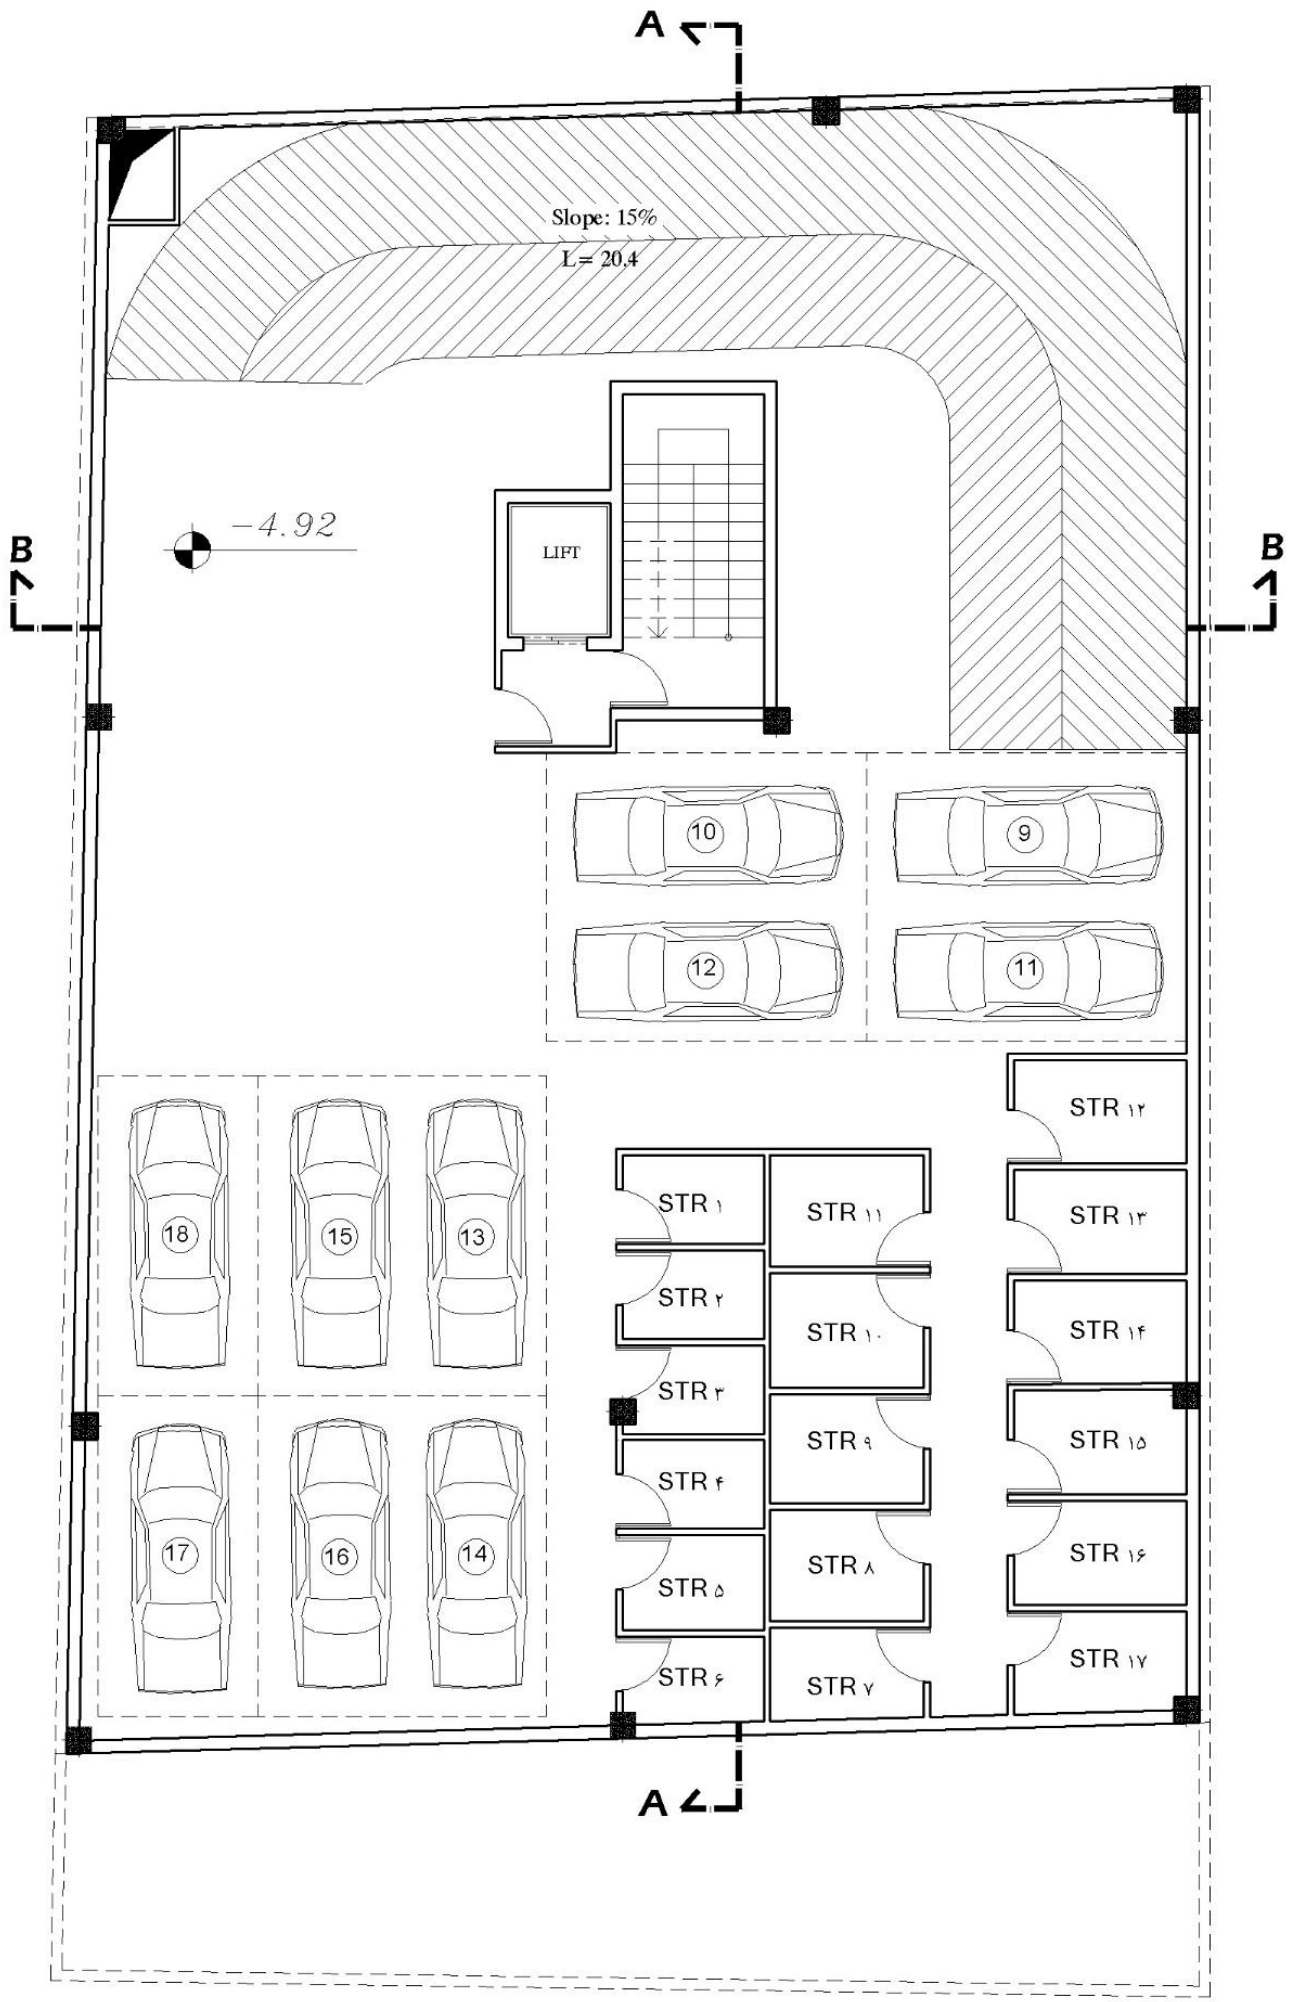 A
Slope: 15%
L= 20.4
-4.92
B
B
LIFT
10
9
12
11
STR ۱۲
18
15
13
STR ۱
STR ۱۱
STR ۱۳
STR ۲
STR ۱۰
STR ۱۴
STR ۳
STR ۹
STR ۱۵
STR ۴
17
16
14
STR ۵
STR ۸
STR ۱۶
STR ۶
STR ۷
STR ۱۷
A